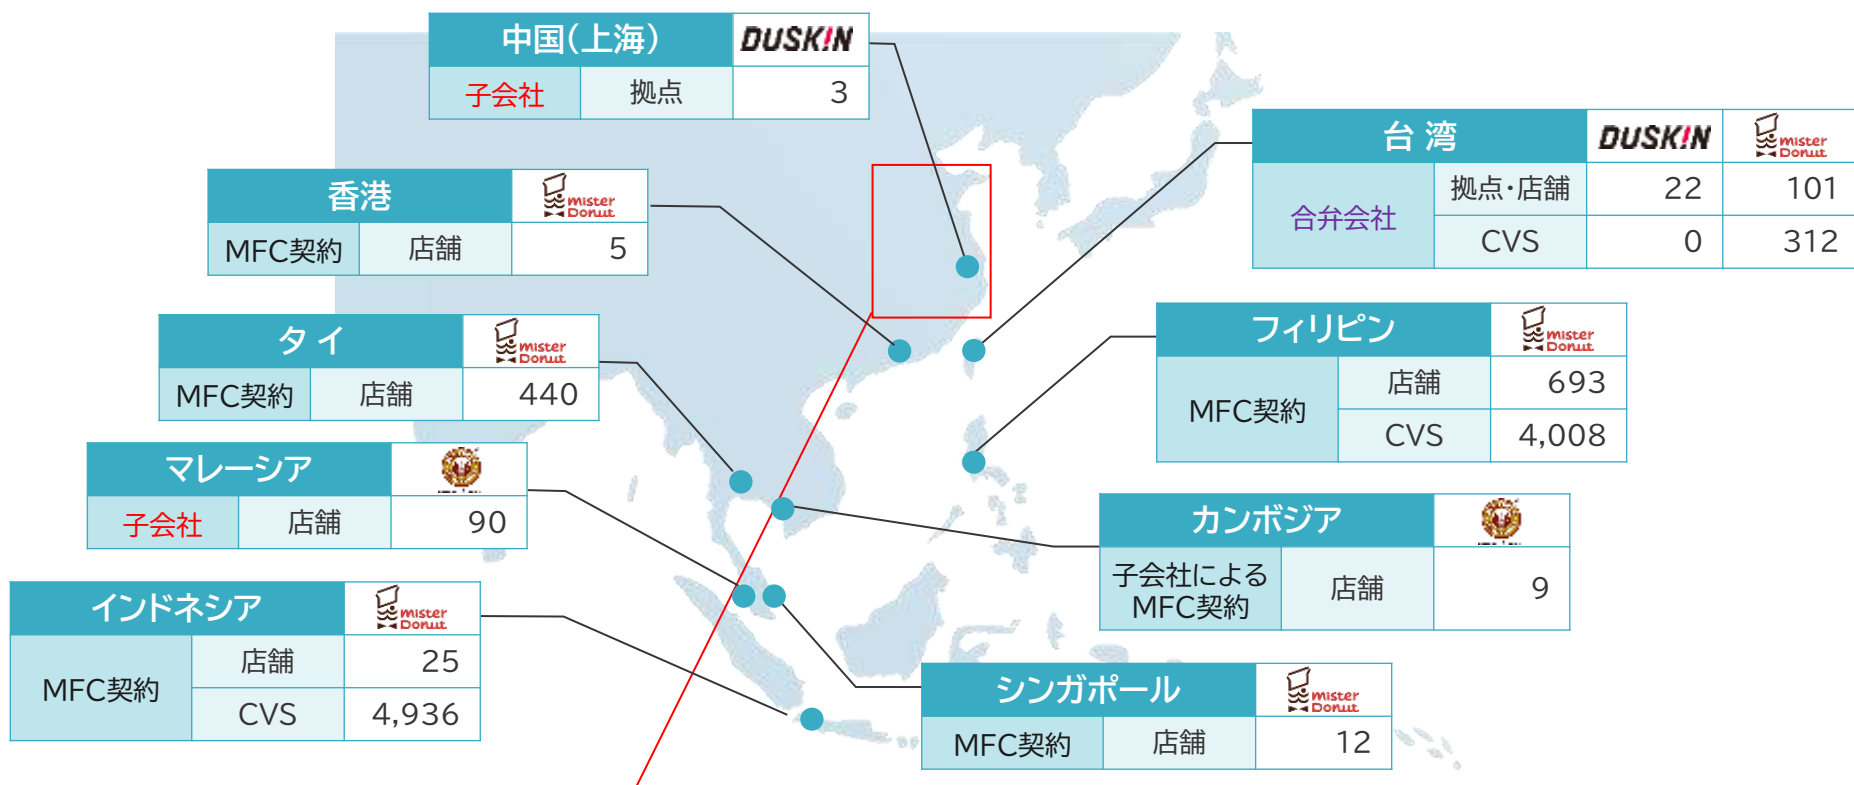 中国(上海) DUSKIN
子会社 拠点 3
香港 mister Donut
MFC契約 店舗 5
タイ mister Donut
MFC契約 店舗 440
マレーシア
子会社 店舗 90
インドネシア mister Donut
MFC契約 店舗 25
CVS 4,936
台 湾 DUSKIN mister Donut
合弁会社 拠点・店舗 22 101
CVS 0 312
フィリピン mister Donut
MFC契約 店舗 693
CVS 4,008
カンボジア
子会社による
MFC契約 店舗 9
シンガポール mister Donut
MFC契約 店舗 12